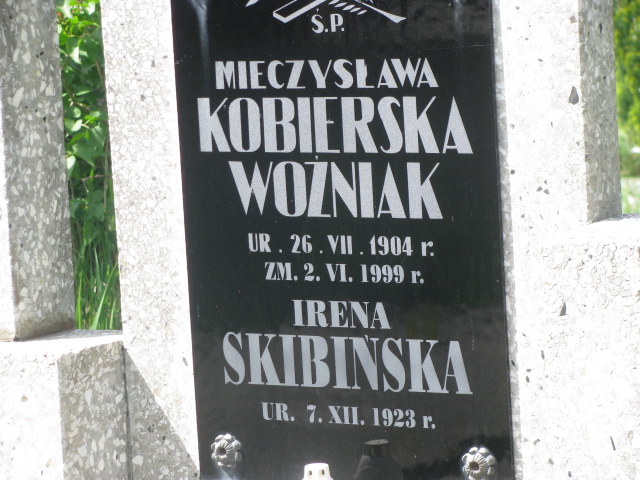 Ś.P.
MIECZYSŁAWA
KOBIERSKA
WOŹNIAK
UR. 26. VII. 1904 r.
ZM. 2. VI. 1999 r.
IRENA
SKIBIŃSKA
UR. 7. XII. 1923 r.